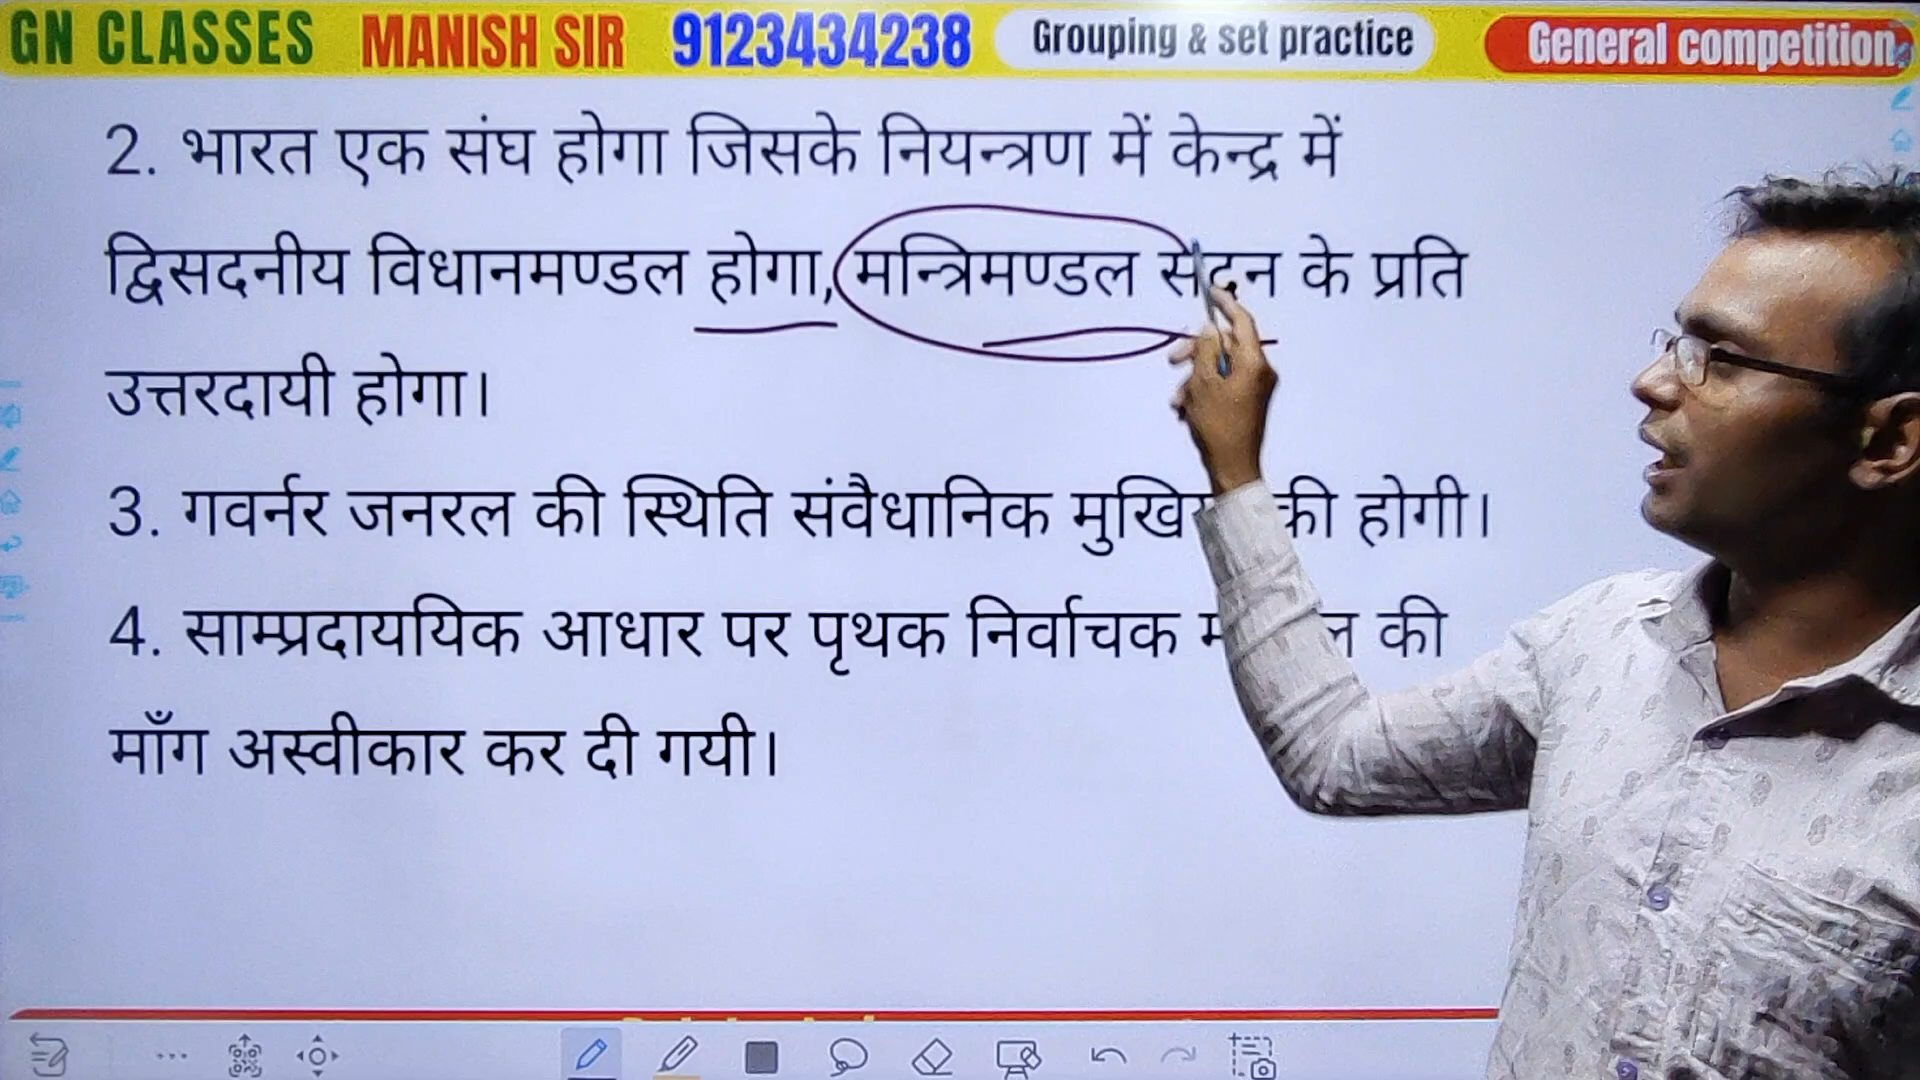 GN CLASSES MANISH SIR 9123434238 Grouping & set practice General competition
2. भारत एक संघ होगा जिसके नियन्त्रण में केन्द्र में
द्विसदनीय विधानमण्डल होगा, मन्त्रिमण्डल सदन के प्रति
उत्तरदायी होगा।
3. गवर्नर जनरल की स्थिति संवैधानिक की होगी।
4. साम्प्रदाययिक आधार पर पृथक निर्वाचक की
माँग अस्वीकार कर दी गयी।